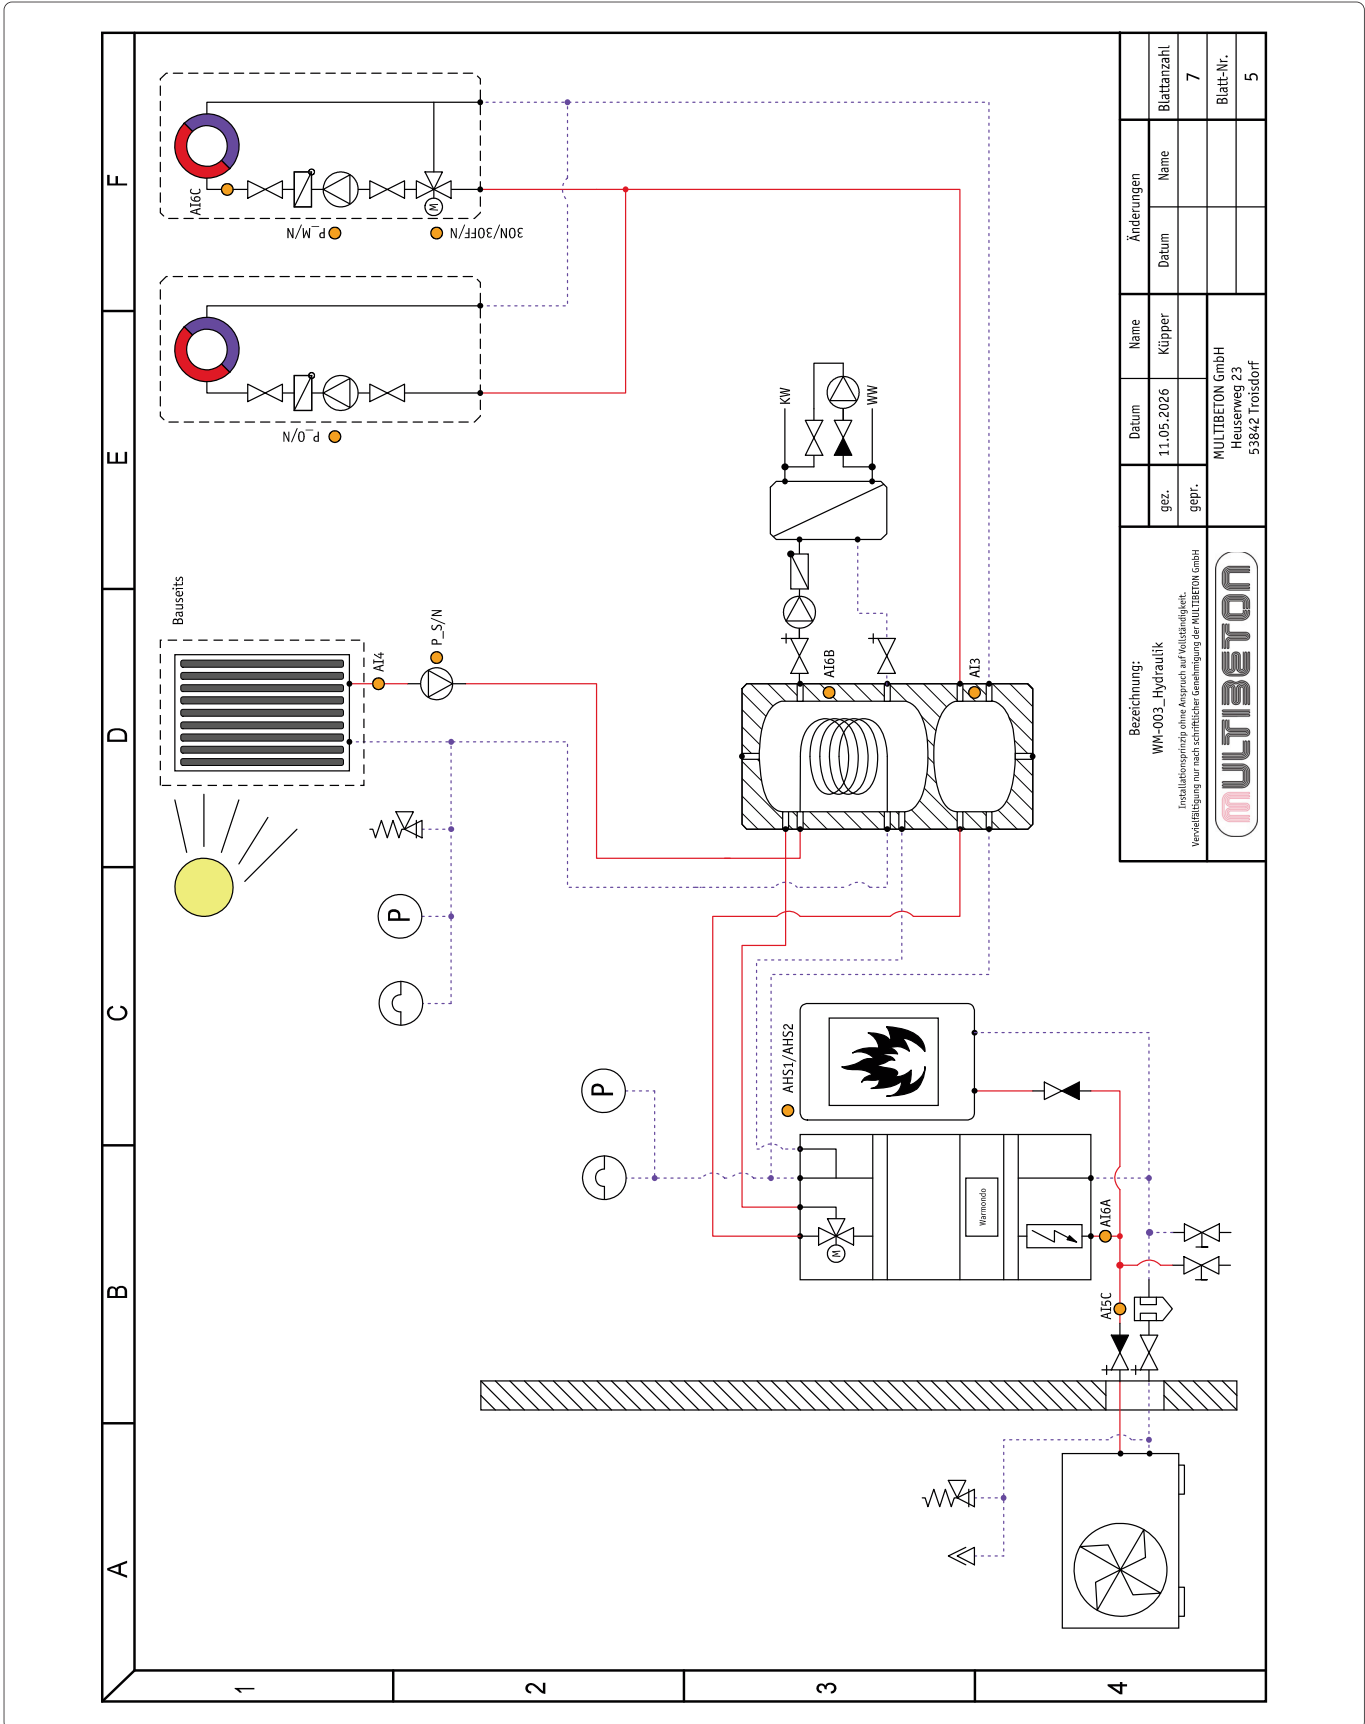 A
B
C
D
E
F
1
2
3
4
Bauseits
AI4
P_S/N
P
P
AI6C
P_M/N
3ON/3OFF/N
P_O/N
KW
WW
AI6B
AI3
AHS1/AHS2
M
M
Warmondo
AI6A
AI5C
Bezeichnung:
WM-003_Hydraulik
Installationsprinzip ohne Anspruch auf Vollständigkeit.
Vervielfältigung nur nach schriftlicher Genehmigung der MULTIBETON GmbH
MULTIBETON
Datum
Name
gez.
11.05.2026
Küpper
gepr.
MULTIBETON GmbH
Heuserweg 23
53842 Troisdorf
Änderungen
Datum
Name
Blattanzahl
7
Blatt-Nr.
5